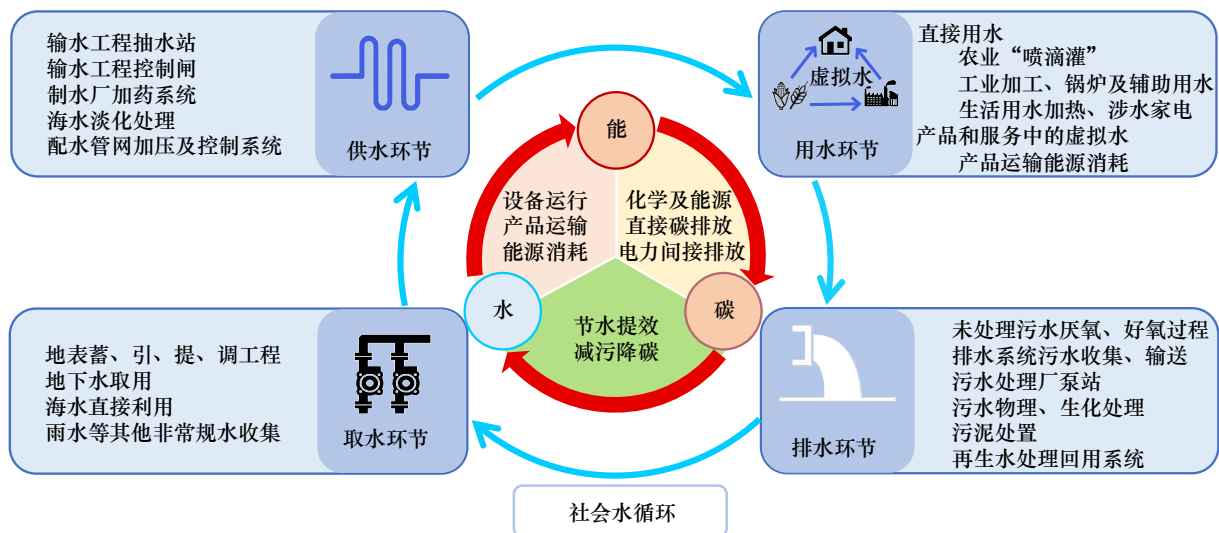 输水工程抽水站
输水工程控制闸
制水厂加药系统
海水淡化处理
配水管网加压及控制系统
供水环节
虚拟水
用水环节
直接用水
农业“喷滴灌”
工业加工、锅炉及辅助用水
生活用水加热、涉水家电
产品和服务中的虚拟水
产品运输能源消耗
能
设备运行
产品运输
能源消耗
化学及能源
直接碳排放
电力间接排放
水
碳
节水提效
减污降碳
地表蓄、引、提、调工程
地下水取用
海水直接利用
雨水等其他非常规水收集
取水环节
排水环节
未处理污水厌氧、好氧过程
排水系统污水收集、输送
污水处理厂泵站
污水物理、生化处理
污泥处置
再生水处理回用系统
社会水循环